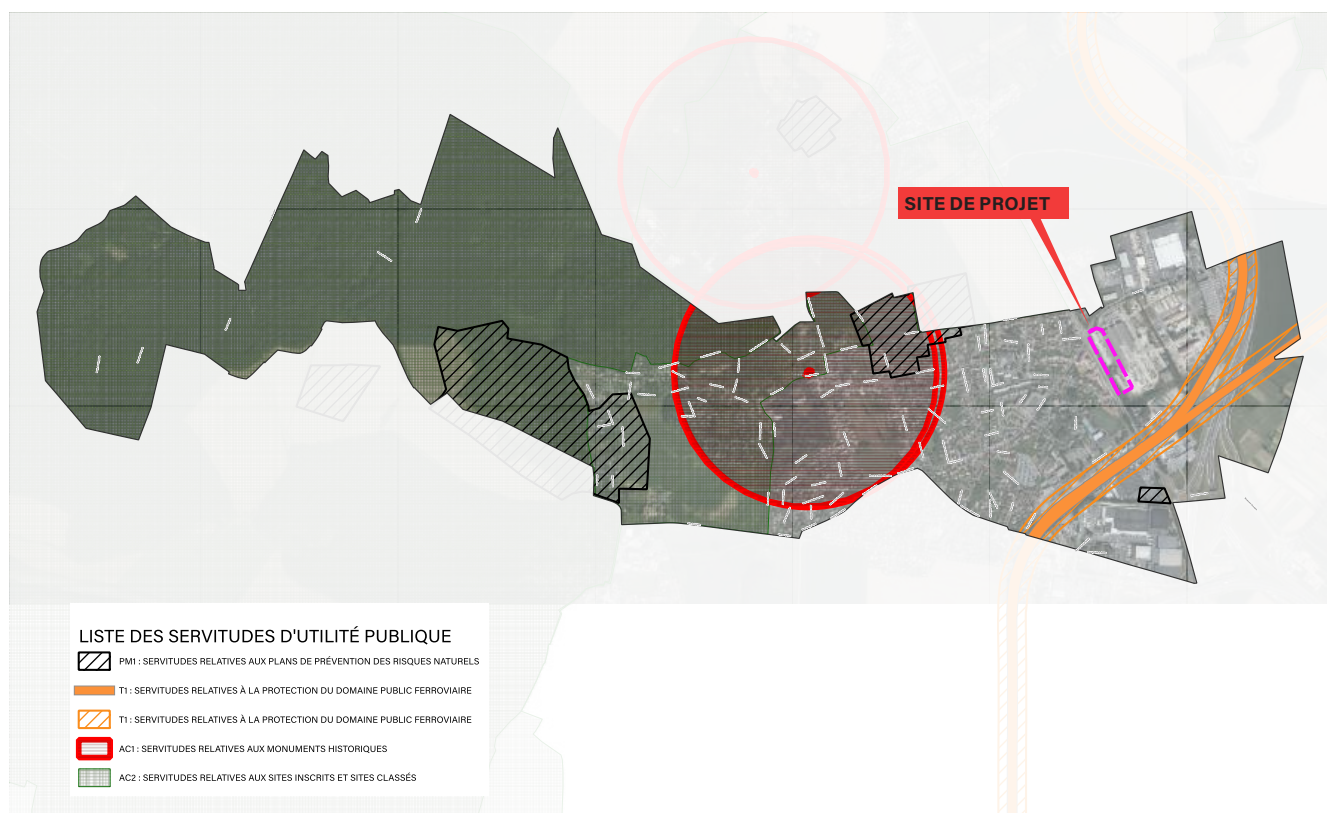 SITE DE PROJET
LISTE DES SERVITUDES D'UTILITÉ PUBLIQUE
PM1 : SERVITUDES RELATIVES AUX PLANS DE PRÉVENTION DES RISQUES NATURELS
T1 : SERVITUDES RELATIVES À LA PROTECTION DU DOMAINE PUBLIC FERROVIAIRE
T1 : SERVITUDES RELATIVES À LA PROTECTION DU DOMAINE PUBLIC FERROVIAIRE
AC1 : SERVITUDES RELATIVES AUX MONUMENTS HISTORIQUES
AC2 : SERVITUDES RELATIVES AUX SITES INSCRITS ET SITES CLASSÉS